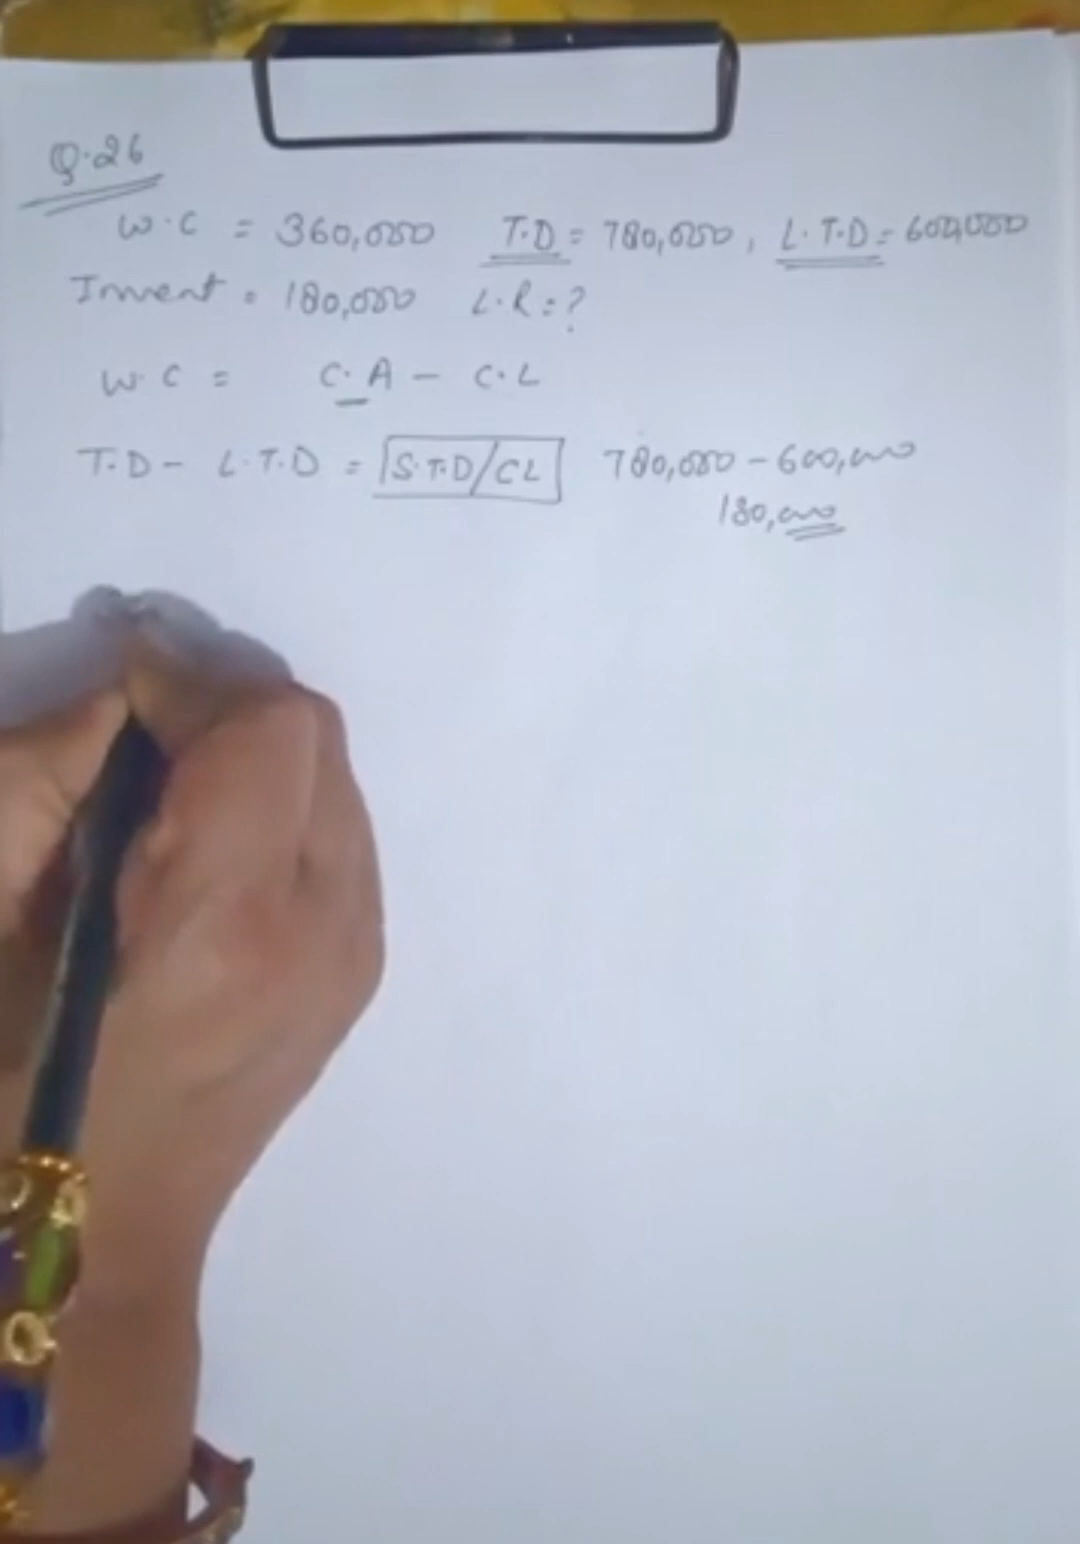 Q.26
W.C = 360,000 T.D = 780,000, L.T.D = 600,000
Invent = 180,000 L.R = ?
W.C = C.A - C.L
T.D - L.T.D = S.T.D/CL 780,000 - 600,000
180,000